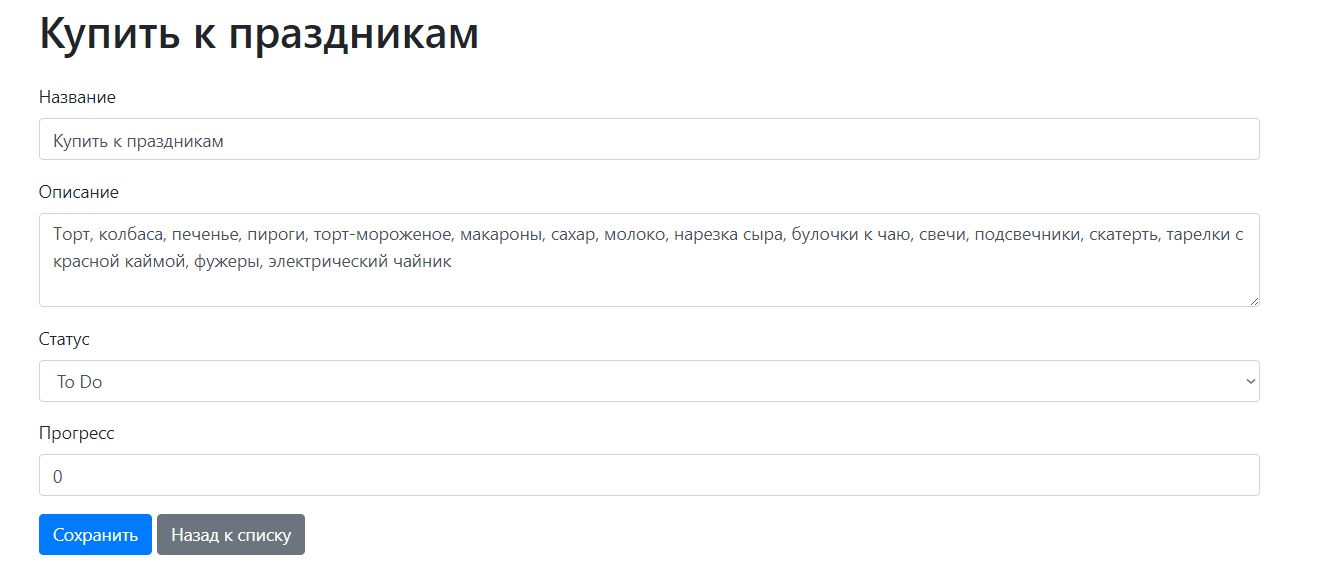 Купить к праздникам
Название
Купить к праздникам
Описание
Торт, колбаса, печенье, пироги, торт-мороженое, макароны, сахар, молоко, нарезка сыра, булочки к чаю, свечи, подсвечники, скатерть, тарелки с
красной каймой, фужеры, электрический чайник
Статус
To Do
Прогресс
0
Сохранить Назад к списку